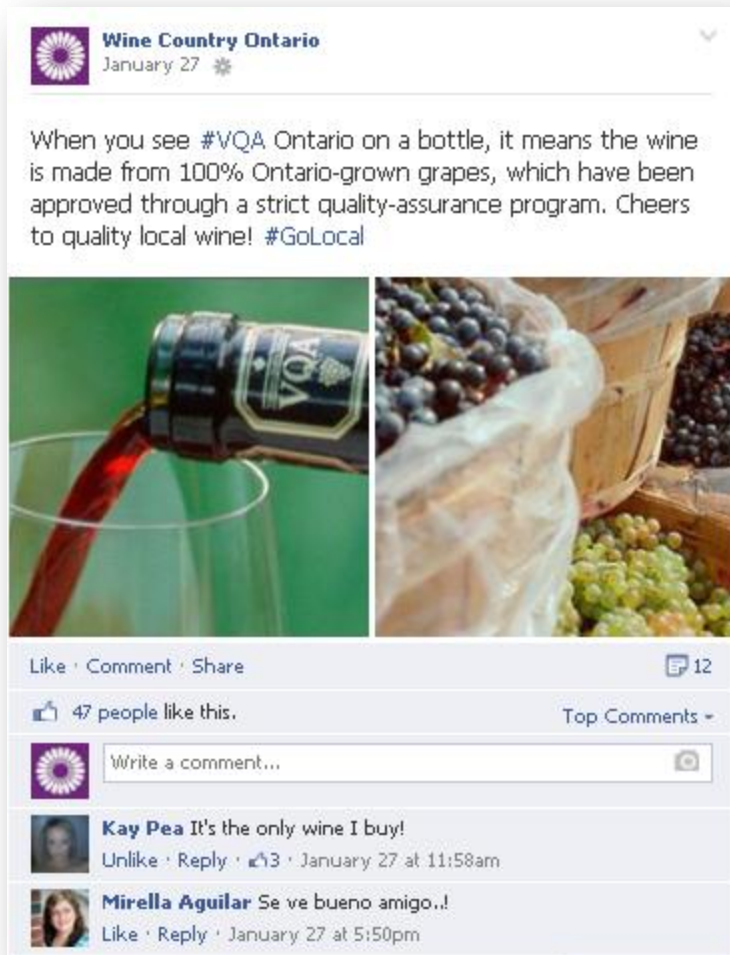 Wine Country Ontario
January 27
When you see #VQA Ontario on a bottle, it means the wine
is made from 100% Ontario-grown grapes, which have been
approved through a strict quality-assurance program. Cheers
to quality local wine! #GoLocal
VQA
Like · Comment · Share
12
47 people like this.
Top Comments
Write a comment...
Kay Pea It's the only wine I buy!
Unlike · Reply · 3 · January 27 at 11:58am
Mirella Aguilar Se ve bueno amigo..!
Like · Reply · January 27 at 5:50pm